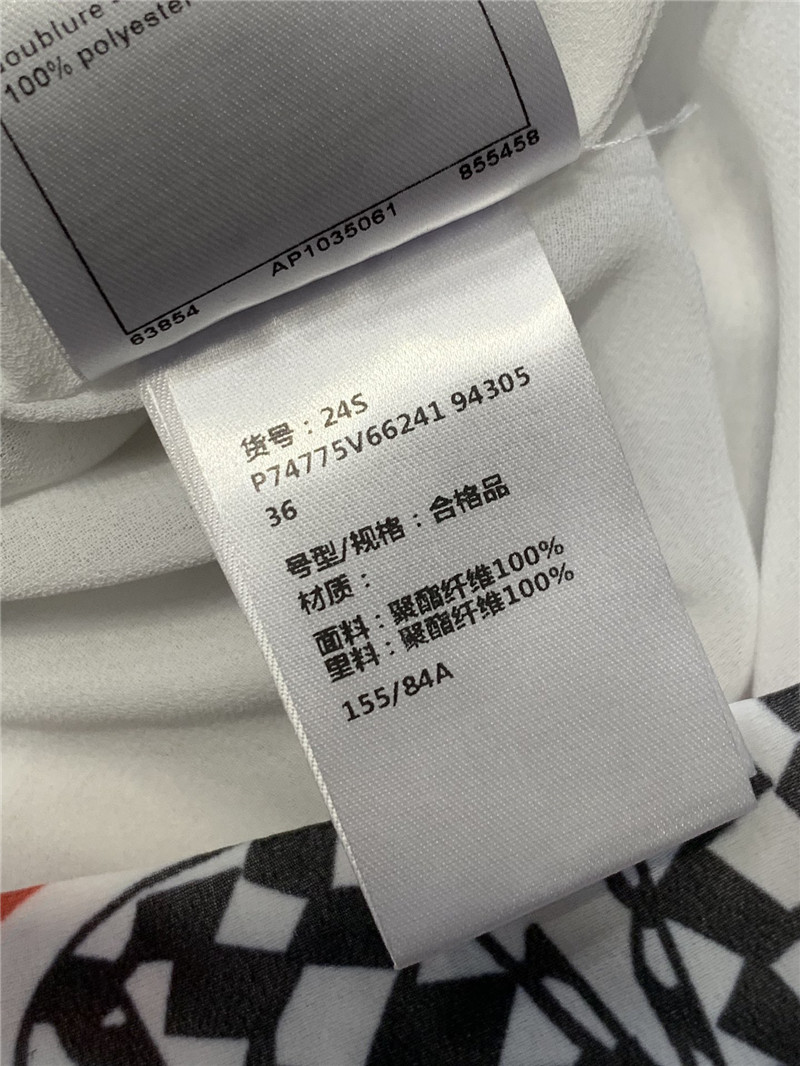 doublure
100% polyester
63854 AP1035061 855458
货号：24S
P74775V66241 94305
36
号型/规格：合格品
材质：
面料：聚酯纤维100%
里料：聚酯纤维100%
155/84A